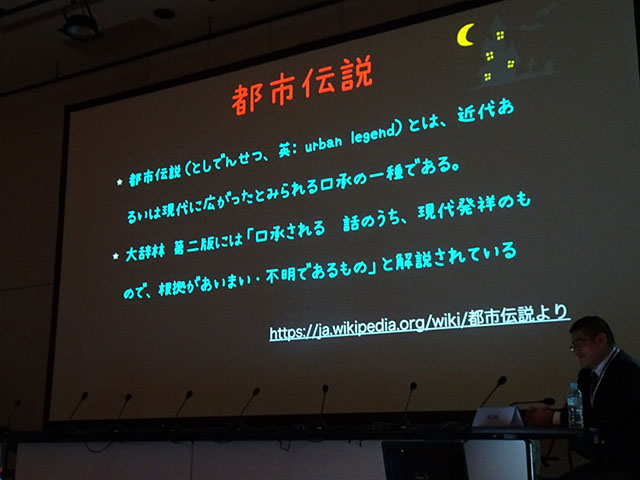 都市伝説
都市伝説(としでんせつ、英: urban legend)とは、近代あ
るいは現代に広がったとみられる口承の一種である。
大辞林 第二版には「口承される 話のうち、現代発祥のも
ので、根拠があいまい・不明であるもの」と解説されている
https://ja.wikipedia.org/wiki/都市伝説より